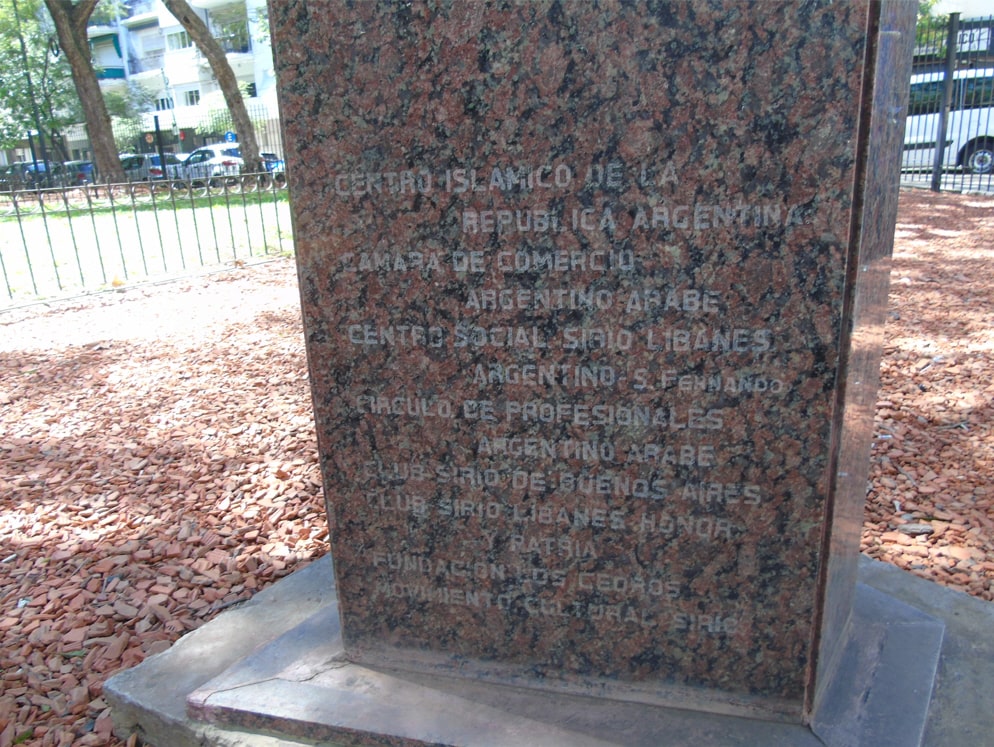 CENTRO ISLAMICO DE LA
REPUBLICA ARGENTINA
CAMARA DE COMERCIO
ARGENTINO ARABE
CENTRO SOCIAL SIRIO LIBANES
ARGENTINO S. FERNANDO
CIRCULO DE PROFESIONALES
ARGENTINO ARABE
CLUB SIRIO DE BUENOS AIRES
CLUB SIRIO LIBANES HONOR
Y PATRIA
FUNDACION LOS CEDROS
MOVIMIENTO CULTURAL SIRIO